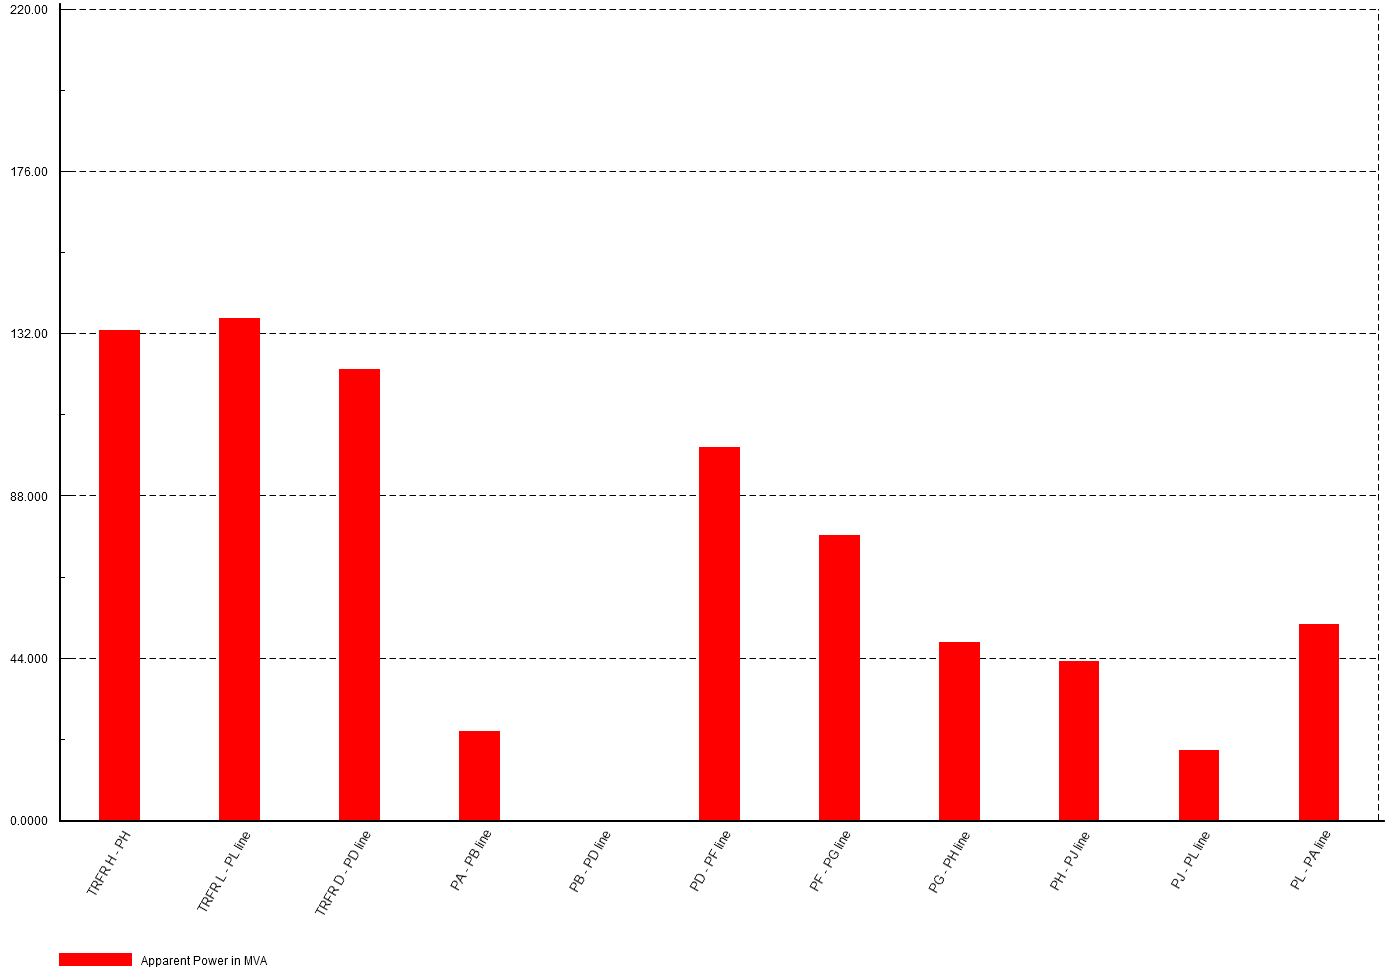 220.00
176.00
132.00
88.000
44.000
0.0000
TRFR H - PH
TRFR L - PL line
TRFR D - PD line
PA - PB line
PB - PD line
PD - PF line
PF - PG line
PG - PH line
PH - PJ line
PJ - PL line
PL - PA line
Apparent Power in MVA